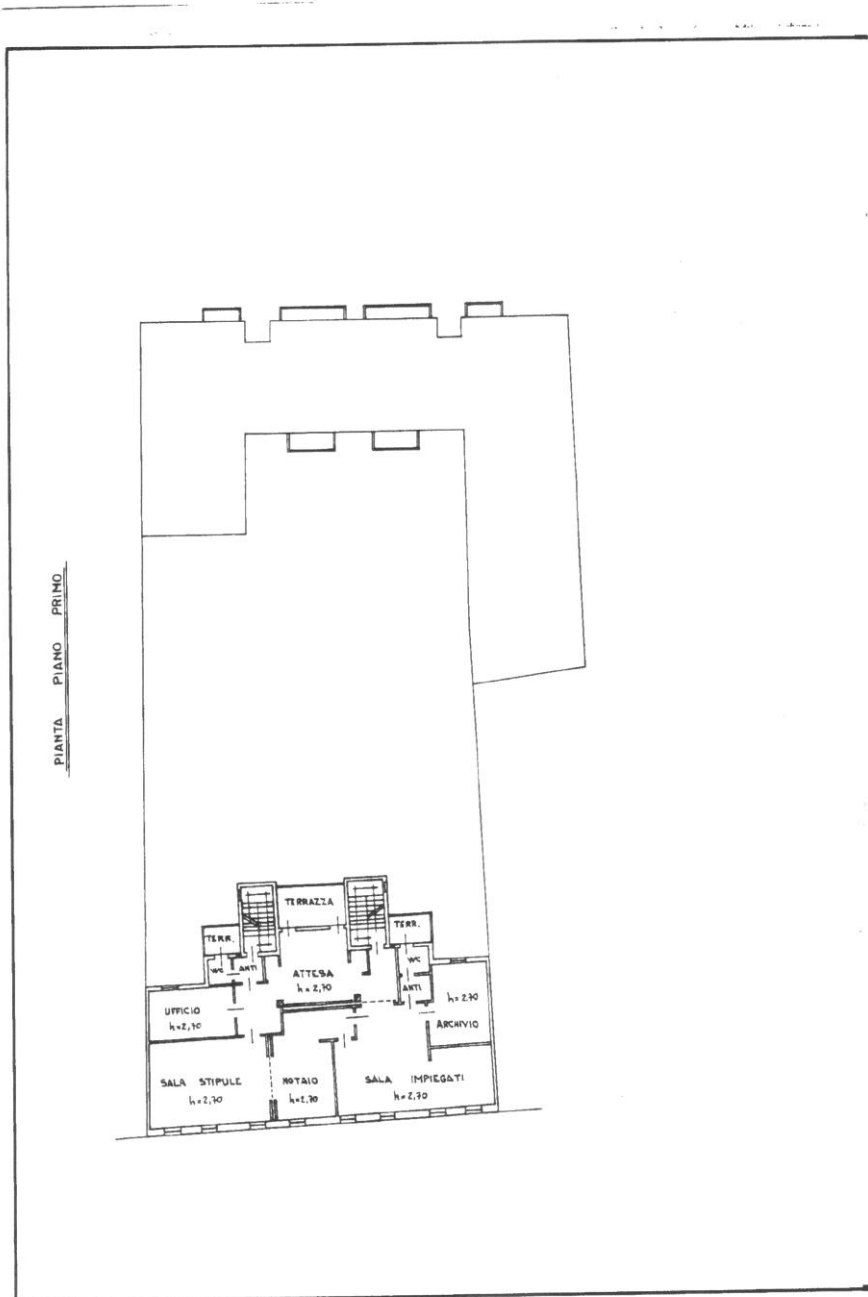 PIANTA PIANO PRIMO
TERRAZZA
TERR.
TERR.
WC
ANTI
WC
ATTESA
h=2,70
ANTI
UFFICIO
h=2,70
h=2,70
ARCHIVIO
SALA STIPULE
h=2,70
NOTAIO
h=2,70
SALA IMPIEGATI
h=2,70